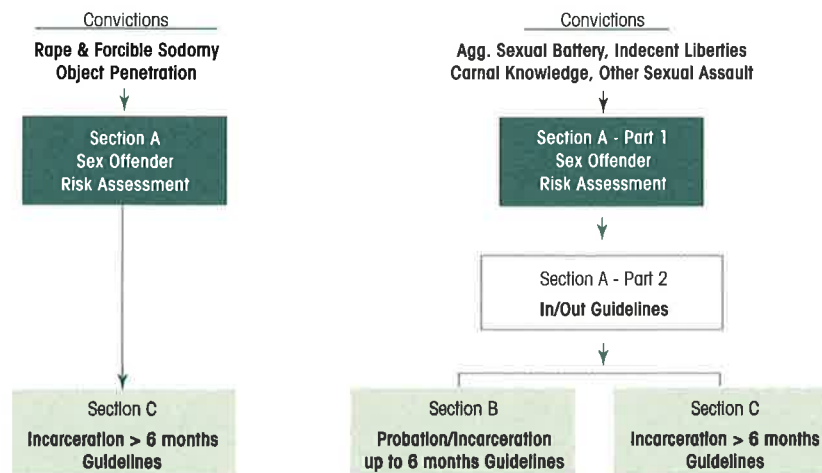 Convictions
Rape & Forcible Sodomy
Object Penetration
Section A
Sex Offender
Risk Assessment
Section C
Incarceration > 6 months
Guidelines
Convictions
Agg. Sexual Battery, Indecent Liberties
Carnal Knowledge, Other Sexual Assault
Section A - Part 1
Sex Offender
Risk Assessment
Section A - Part 2
In/Out Guidelines
Section B
Probation/Incarceration
up to 6 months Guidelines
Section C
Incarceration > 6 months
Guidelines